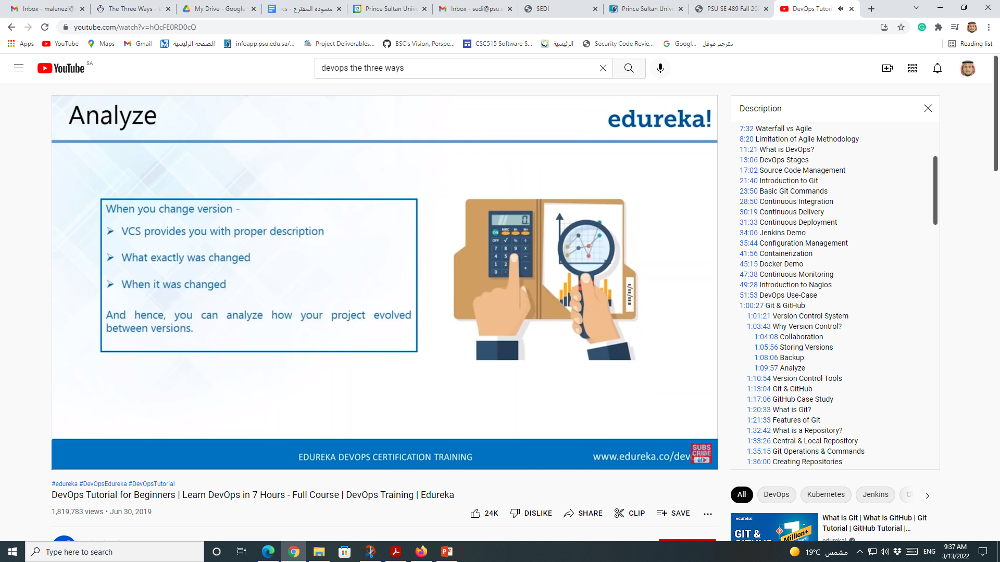 Inbox - malenezi@
The Three Ways - t
My Drive - Google
مسودة المقترح - ocs
Prince Sultan Unive
Inbox - sedi@psu.e
SEDI
Prince Sultan Unive
PSU SE 489 Fall 20
DevOps Tutori
youtube.com/watch?v=hQcFE0RD0cQ
Apps
YouTube
Maps
Gmail
الصفحة الرئيسية
infoapp.psu.edu.sa/...
Project Deliverables...
BSC's Vision, Perspe...
CSC515 Software S...
الرئيسية
Security Code Revie...
مترجم قوقل - Googl...
Reading list
YouTube SA
devops the three ways
Analyze
edureka!
When you change version -
➤ VCS provides you with proper description
➤ What exactly was changed
➤ When it was changed
And hence, you can analyze how your project evolved
between versions.
EDUREKA DEVOPS CERTIFICATION TRAINING
www.edureka.co/dev
SUBS
CRIBE
Description
7:32 Waterfall vs Agile
8:20 Limitation of Agile Methodology
11:21 What is DevOps?
13:06 DevOps Stages
17:02 Source Code Management
21:40 Introduction to Git
23:50 Basic Git Commands
28:50 Continuous Integration
30:19 Continuous Delivery
31:33 Continuous Deployment
34:06 Jenkins Demo
35:44 Configuration Management
41:56 Containerization
45:15 Docker Demo
47:38 Continuous Monitoring
49:28 Introduction to Nagios
51:53 DevOps Use-Case
1:00:27 Git & GitHub
1:01:21 Version Control System
1:03:43 Why Version Control?
1:04:08 Collaboration
1:05:56 Storing Versions
1:08:06 Backup
1:09:57 Analyze
1:10:54 Version Control Tools
1:13:04 Git & GitHub
1:17:06 GitHub Case Study
1:20:33 What is Git?
1:21:33 Features of Git
1:32:42 What is a Repository?
1:33:26 Central & Local Repository
1:35:15 Git Operations & Commands
1:36:00 Creating Repositories
#edureka #DevOpsEdureka #DevOpsTutorial
DevOps Tutorial for Beginners | Learn DevOps in 7 Hours - Full Course | DevOps Training | Edureka
1,819,783 views • Jun 30, 2019
24K
DISLIKE
SHARE
CLIP
SAVE
All
DevOps
Kubernetes
Jenkins
edureka!
GIT &
Million+
What is Git | What is GitHub | Git
Tutorial | GitHub Tutorial |...
edureka!
Type here to search
19°C مشمس
ENG
9:37 AM
3/13/2022